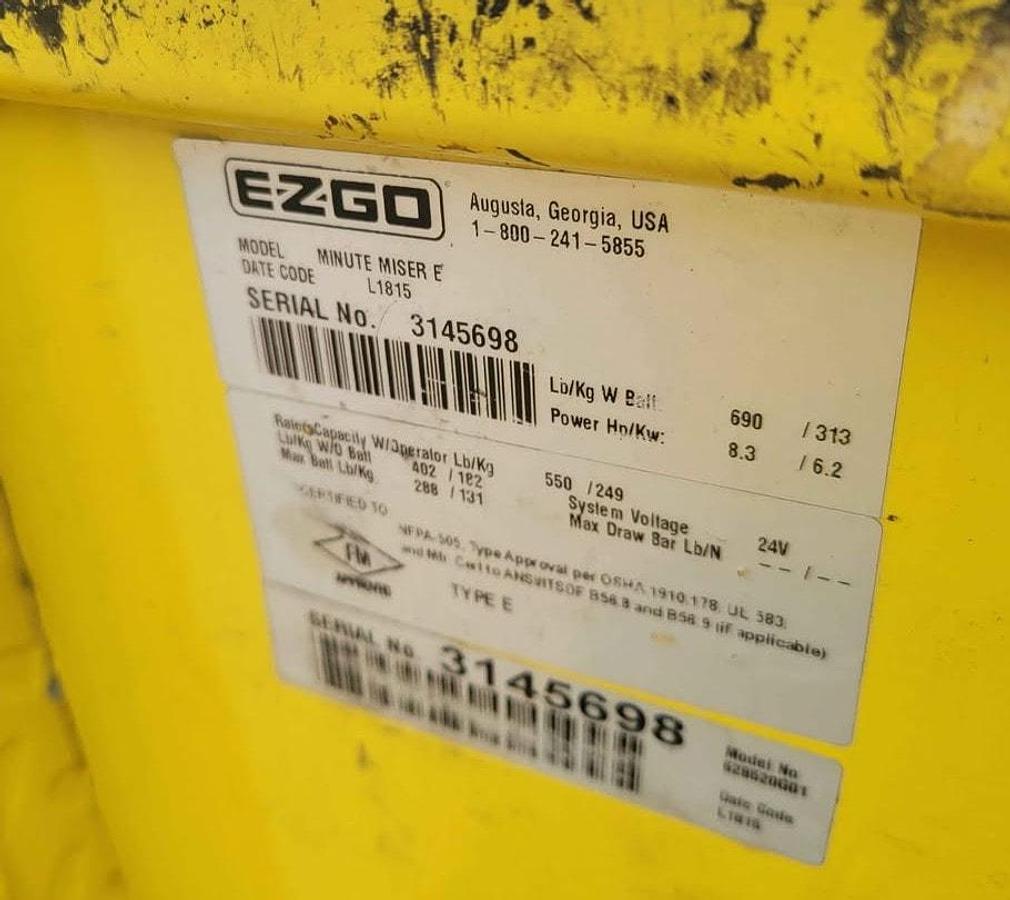 E-Z-GO
Augusta, Georgia, USA
1-800-241-5855
MODEL MINUTE MISER E
DATE CODE L1815
SERIAL No. 3145698
Lb/Kg W Batt: 690 / 313
Power Hp/Kw: 8.3 / 6.2
Rated Capacity W/Operator Lb/Kg 550 / 249
Lb/Kg W/O Batt 402 / 182 System Voltage 24V
Max Batt Lb/Kg 288 / 131 Max Draw Bar Lb/N -- / --
CERTIFIED TO
FM
NFPA-505, Type Approval per OSHA 1910.178, UL 583,
and Mfr. Cert to ANSI/ITSDF B56.8 and B56.9 (if applicable)
TYPE E
SERIAL No. 3145698
Model No.
Date Code
L1815